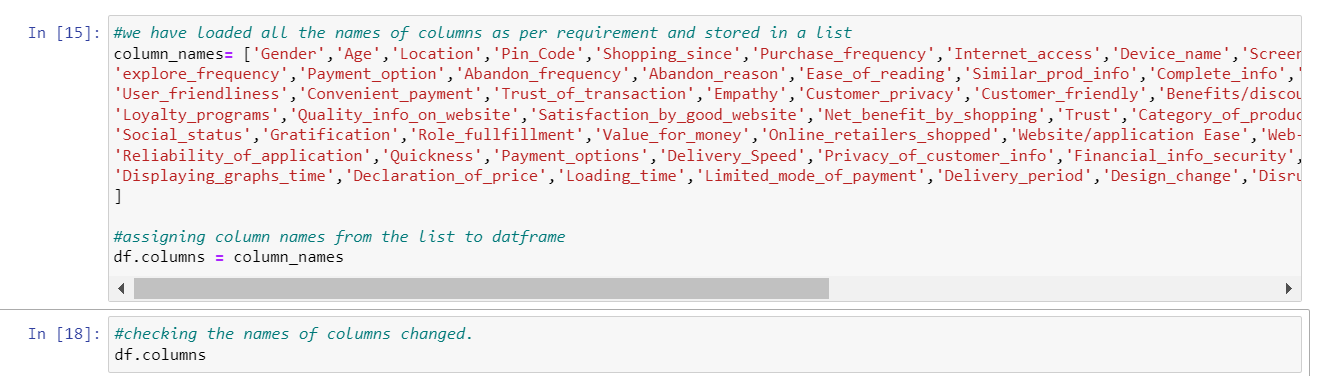 In [15]: #we have loaded all the names of columns as per requirement and stored in a list
column_names= ['Gender','Age','Location','Pin_Code','Shopping_since','Purchase_frequency','Internet_access','Device_name','Screen
'explore_frequency','Payment_option','Abandon_frequency','Abandon_reason','Ease_of_reading','Similar_prod_info','Complete_info','
'User_friendliness','Convenient_payment','Trust_of_transaction','Empathy','Customer_privacy','Customer_friendly','Benefits/discou
'Loyalty_programs','Quality_info_on_website','Satisfaction_by_good_website','Net_benefit_by_shopping','Trust','Category_of_produc
'Social_status','Gratification','Role_fullfillment','Value_for_money','Online_retailers_shopped','Website/application Ease','Web-
'Reliability_of_application','Quickness','Payment_options','Delivery_Speed','Privacy_of_customer_info','Financial_info_security',
'Displaying_graphs_time','Declaration_of_price','Loading_time','Limited_mode_of_payment','Delivery_period','Design_change','Disru
]
#assigning column names from the list to datframe
df.columns = column_names
In [18]: #checking the names of columns changed.
df.columns